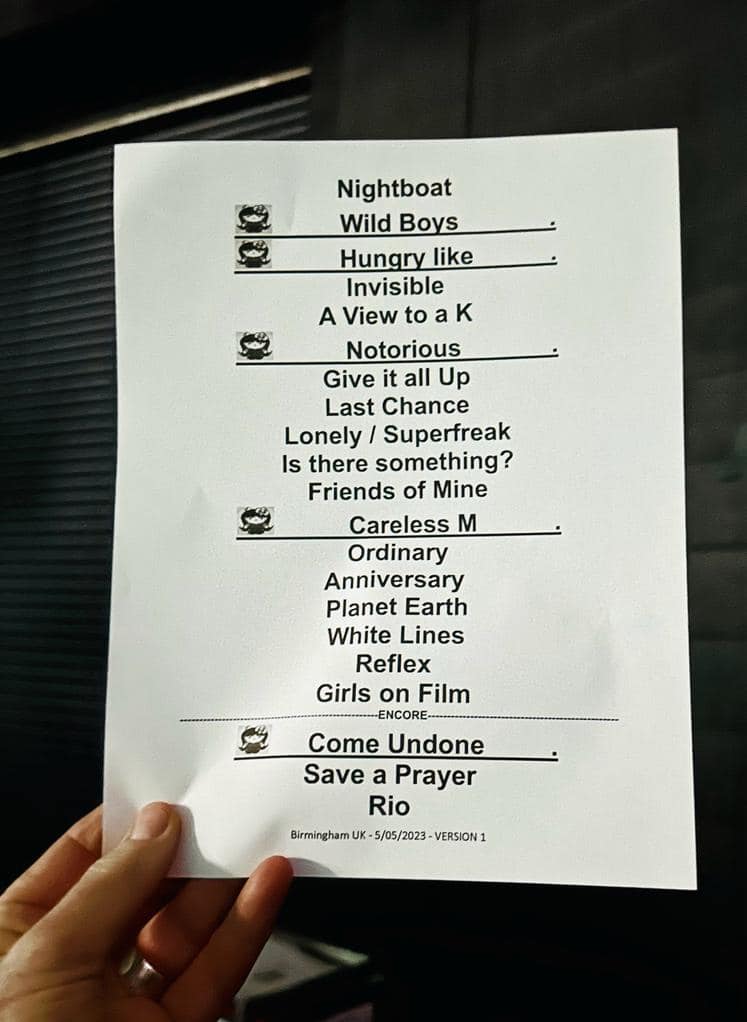 Nightboat
Wild Boys .
Hungry like .
Invisible
A View to a K
Notorious .
Give it all Up
Last Chance
Lonely / Superfreak
Is there something?
Friends of Mine
Careless M .
Ordinary
Anniversary
Planet Earth
White Lines
Reflex
Girls on Film
--------ENCORE--------
Come Undone .
Save a Prayer
Rio
Birmingham UK - 5/05/2023 - VERSION 1